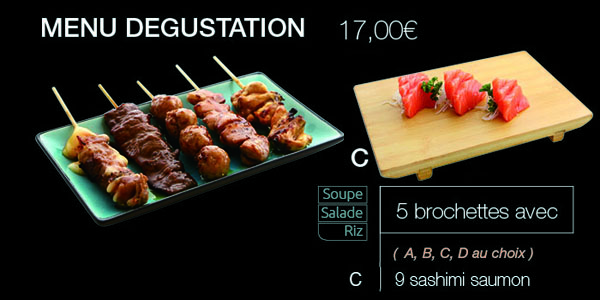 MENU DEGUSTATION 17,00€
C
Soupe
Salade
Riz
5 brochettes avec
( A, B, C, D au choix )
C 9 sashimi saumon